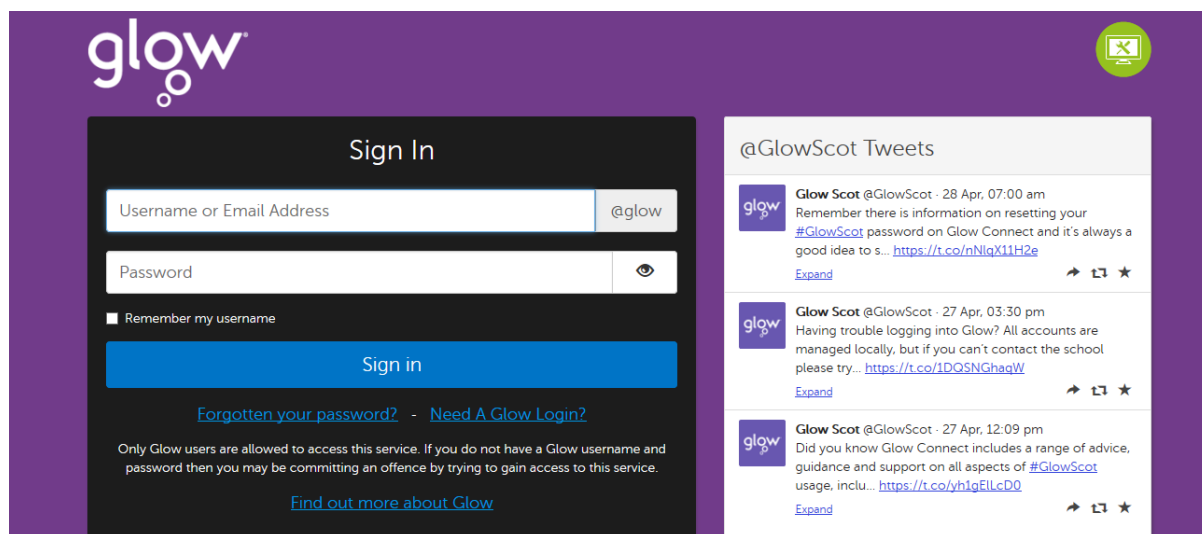 glow
Sign In
Username or Email Address
@glow
Password
Remember my username
Sign in
Forgotten your password? - Need A Glow Login?
Only Glow users are allowed to access this service. If you do not have a Glow username and
password then you may be committing an offence by trying to gain access to this service.
Find out more about Glow
@GlowScot Tweets
glow
Glow Scot @GlowScot · 28 Apr, 07:00 am
Remember there is information on resetting your
#GlowScot password on Glow Connect and it's always a
good idea to s... https://t.co/nNlqX11H2e
Expand
glow
Glow Scot @GlowScot · 27 Apr, 03:30 pm
Having trouble logging into Glow? All accounts are
managed locally, but if you can't contact the school
please try... https://t.co/1DQSNGhaqW
Expand
glow
Glow Scot @GlowScot · 27 Apr, 12:09 pm
Did you know Glow Connect includes a range of advice,
guidance and support on all aspects of #GlowScot
usage, inclu... https://t.co/yh1gElLcD0
Expand